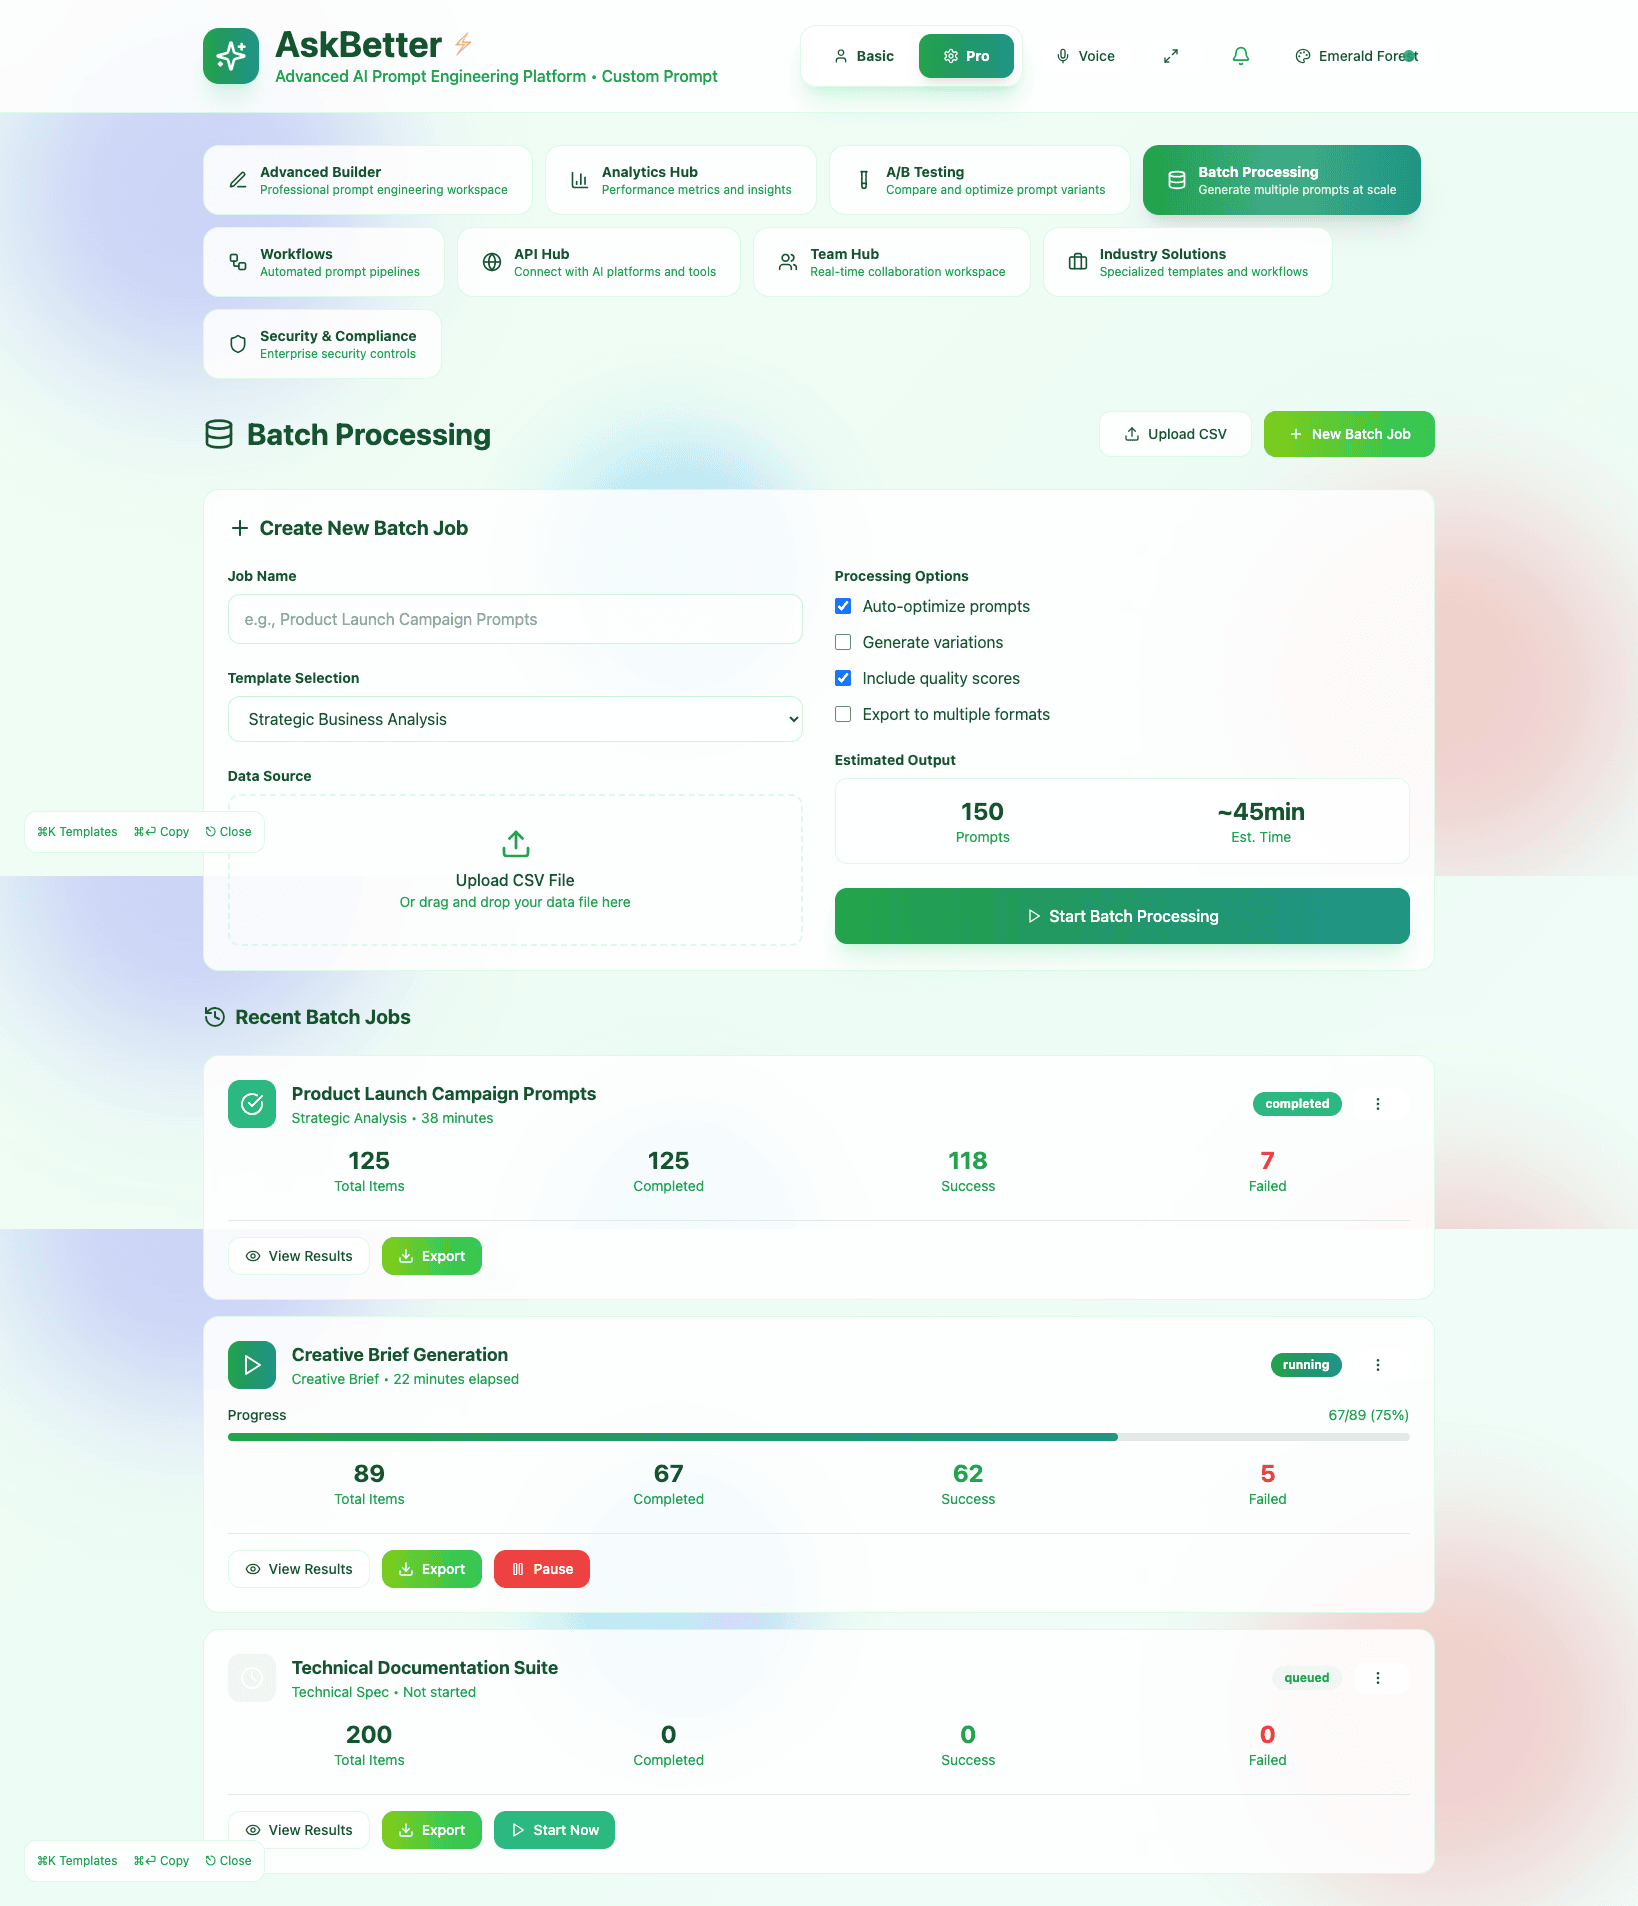 AskBetter
Advanced AI Prompt Engineering Platform • Custom Prompt
Basic
Pro
Voice
Emerald Forest
Advanced Builder
Professional prompt engineering workspace
Analytics Hub
Performance metrics and insights
A/B Testing
Compare and optimize prompt variants
Batch Processing
Generate multiple prompts at scale
Workflows
Automated prompt pipelines
API Hub
Connect with AI platforms and tools
Team Hub
Real-time collaboration workspace
Industry Solutions
Specialized templates and workflows
Security & Compliance
Enterprise security controls
Batch Processing
Upload CSV
New Batch Job
Create New Batch Job
Job Name
e.g., Product Launch Campaign Prompts
Template Selection
Strategic Business Analysis
Data Source
Upload CSV File
Or drag and drop your data file here
Processing Options
Auto-optimize prompts
Generate variations
Include quality scores
Export to multiple formats
Estimated Output
150
Prompts
~45min
Est. Time
Start Batch Processing
⌘K Templates ⌘⏎ Copy ⎋ Close
Recent Batch Jobs
Product Launch Campaign Prompts
Strategic Analysis • 38 minutes
completed
125
Total Items
125
Completed
118
Success
7
Failed
View Results
Export
Creative Brief Generation
Creative Brief • 22 minutes elapsed
running
Progress
67/89 (75%)
89
Total Items
67
Completed
62
Success
5
Failed
View Results
Export
Pause
Technical Documentation Suite
Technical Spec • Not started
queued
200
Total Items
0
Completed
0
Success
0
Failed
View Results
Export
Start Now
⌘K Templates ⌘⏎ Copy ⎋ Close